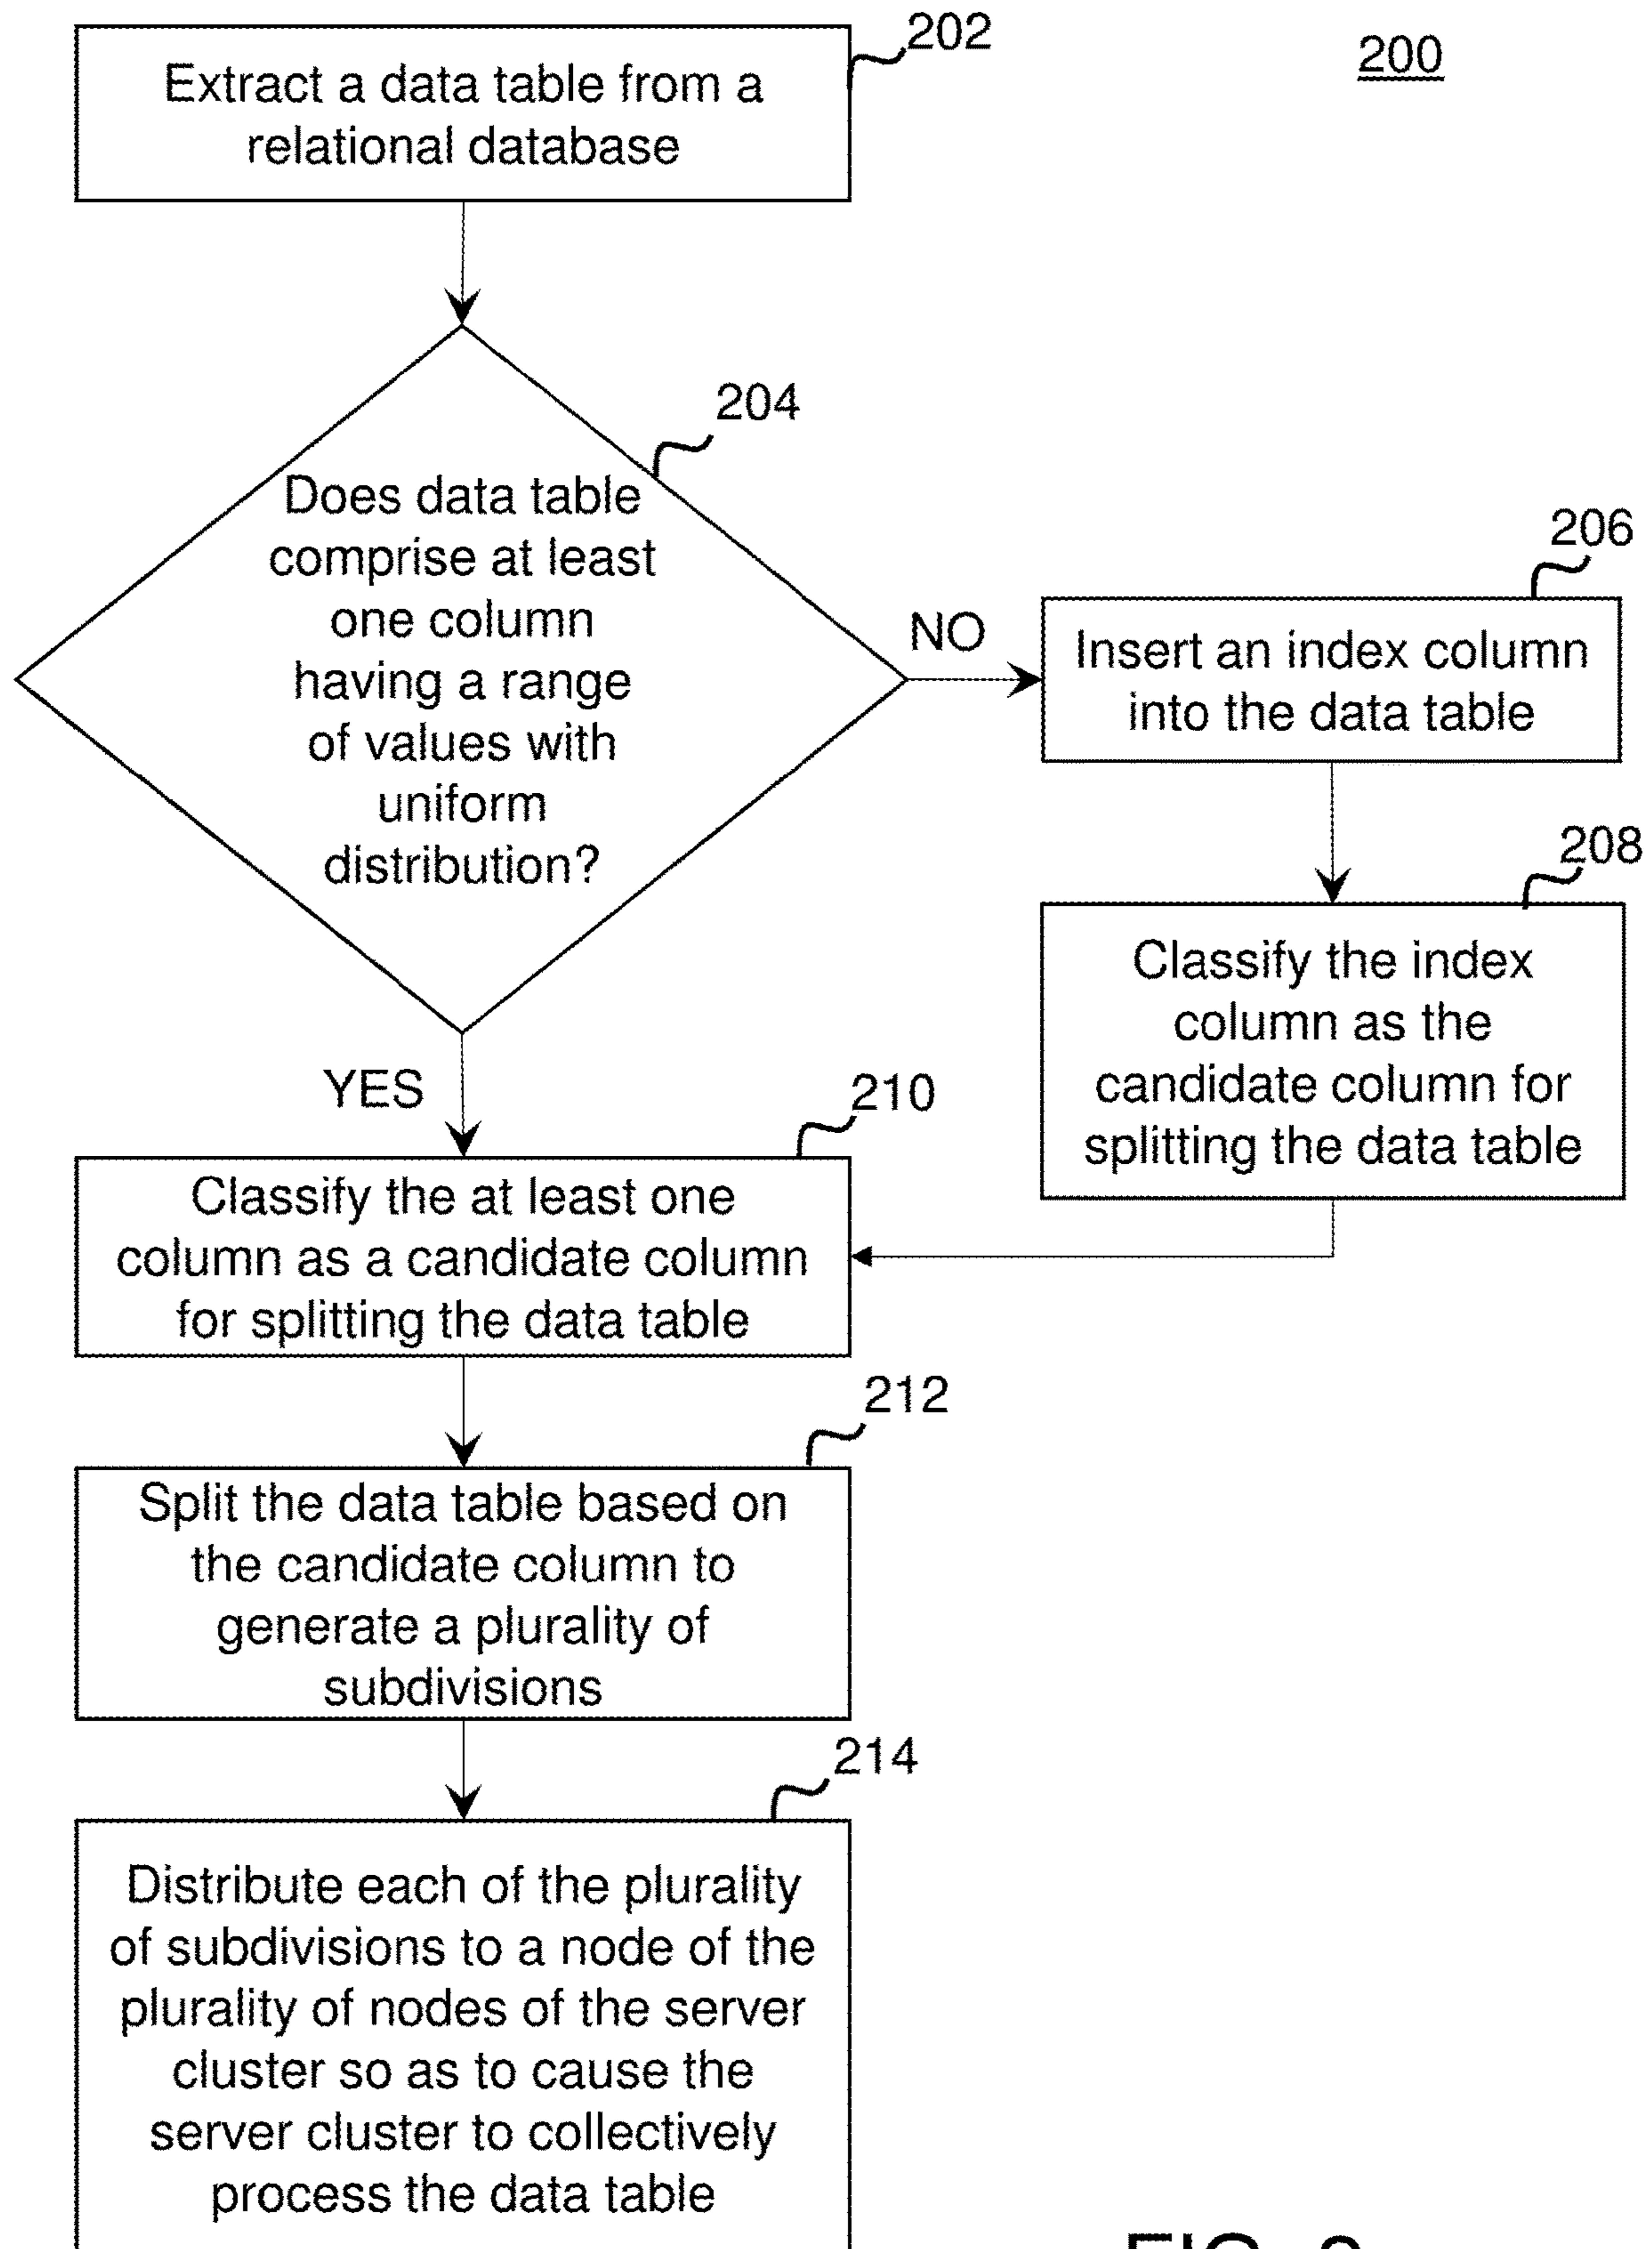 202
200
Extract a data table from a
relational database
204
Does data table
comprise at least
one column
having a range
of values with
uniform
distribution?
NO
206
Insert an index column
into the data table
208
Classify the index
column as the
candidate column for
splitting the data table
YES
210
Classify the at least one
column as a candidate column
for splitting the data table
212
Split the data table based on
the candidate column to
generate a plurality of
subdivisions
214
Distribute each of the plurality
of subdivisions to a node of the
plurality of nodes of the server
cluster so as to cause the
server cluster to collectively
process the data table
FIG.